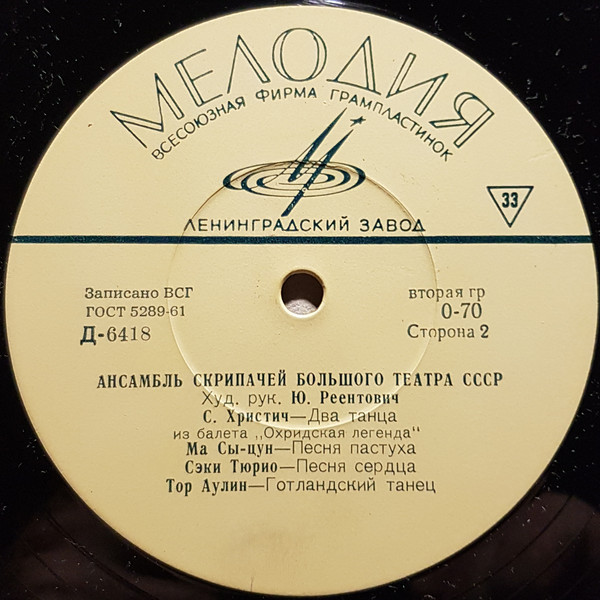 МЕЛОДИЯ
ВСЕСОЮЗНАЯ ФИРМА ГРАМПЛАСТИНОК
ЛЕНИНГРАДСКИЙ ЗАВОД
33
Записано ВСГ
ГОСТ 5289-61
Д-6418
вторая гр
0-70
Сторона 2
АНСАМБЛЬ СКРИПАЧЕЙ БОЛЬШОГО ТЕАТРА СССР
Худ. рук. Ю. Реентович
С. Христич—Два танца
из балета „Охридская легенда“
Ма Сы-цун—Песня пастуха
Сэки Тюрио—Песня сердца
Тор Аулин—Готландский танец